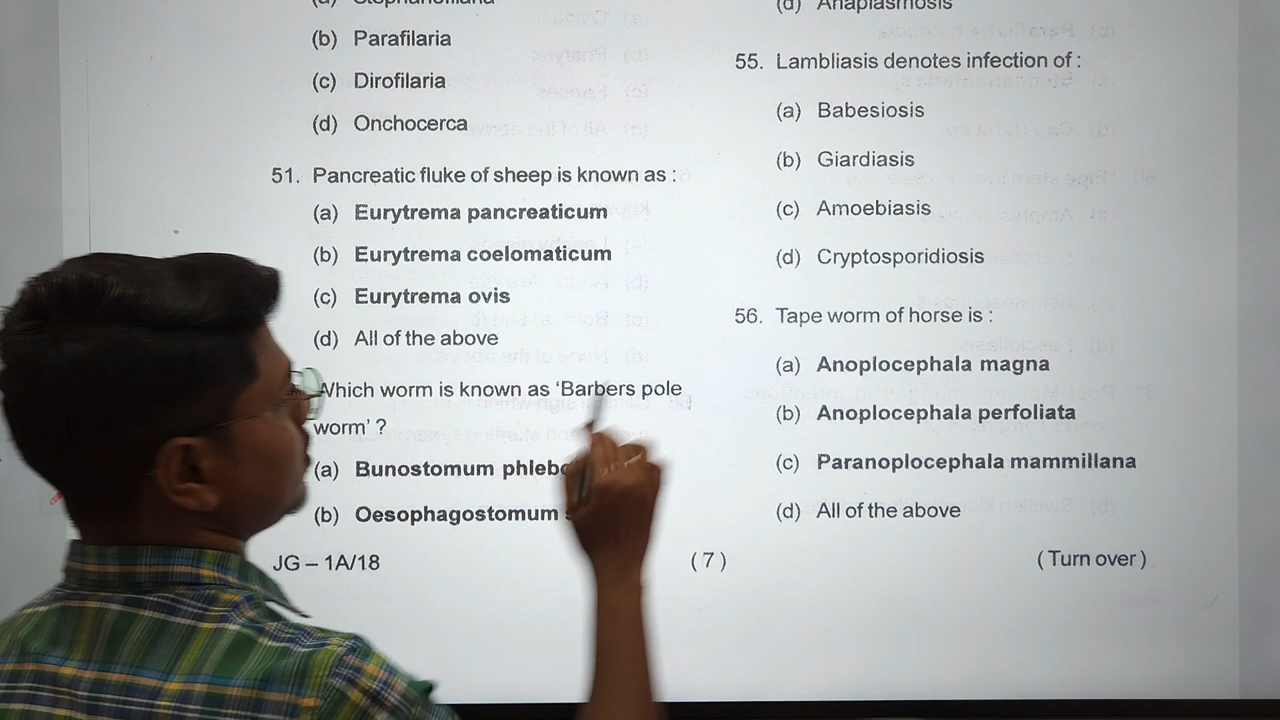 (b) Parafilaria
(c) Dirofilaria
(d) Onchocerca
51. Pancreatic fluke of sheep is known as :
(a) Eurytrema pancreaticum
(b) Eurytrema coelomaticum
(c) Eurytrema ovis
(d) All of the above
Which worm is known as ‘Barbers pole
worm’ ?
(a) Bunostomum
(b) Oesophagostomum
JG – 1A/18
(7)
(d) Anaplasmosis
55. Lambliasis denotes infection of :
(a) Babesiosis
(b) Giardiasis
(c) Amoebiasis
(d) Cryptosporidiosis
56. Tape worm of horse is :
(a) Anoplocephala magna
(b) Anoplocephala perfoliata
(c) Paranoplocephala mammillana
(d) All of the above
(Turn over)